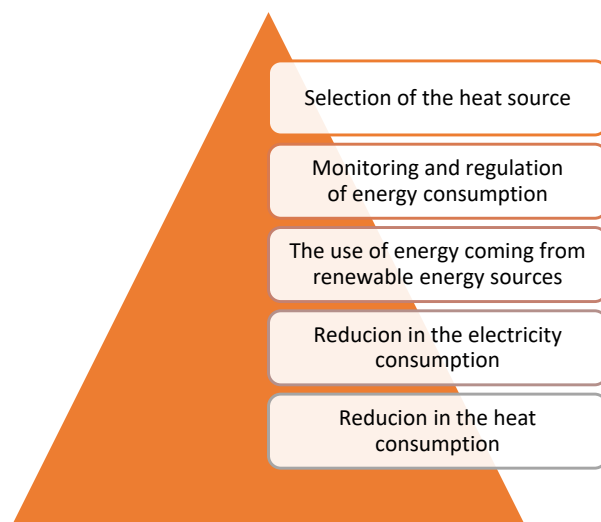 Selection of the heat source
Monitoring and regulation
of energy consumption
The use of energy coming from
renewable energy sources
Reducion in the electricity
consumption
Reducion in the heat
consumption